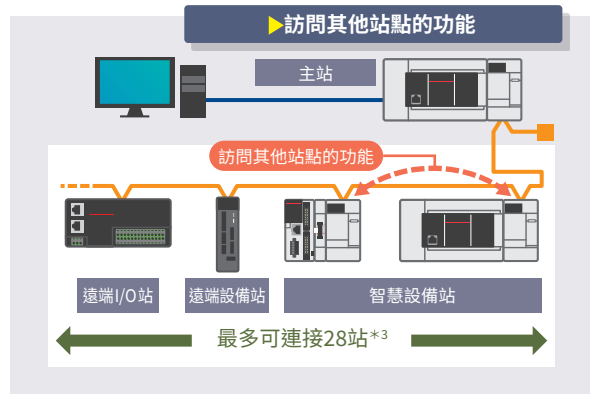 訪問其他站點的功能
主站
訪問其他站點的功能
遠端I/O站
遠端設備站
智慧設備站
最多可連接28站*3